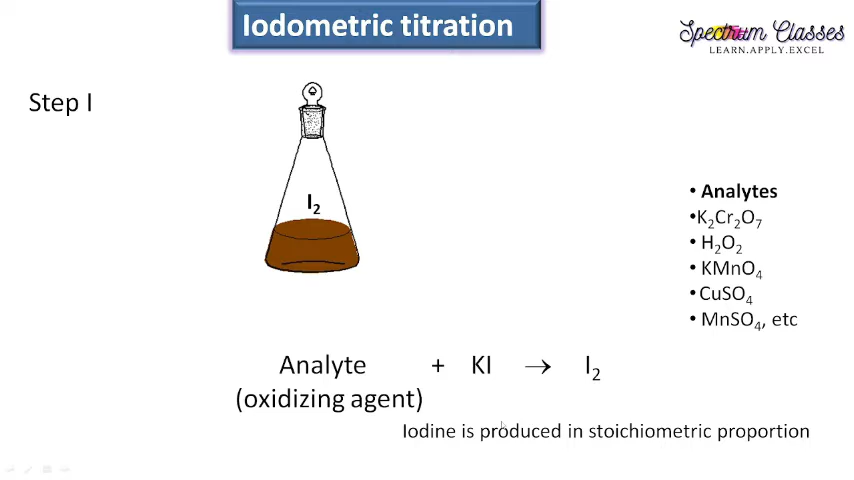 Iodometric titration
Spectrum Classes
LEARN.APPLY.EXCEL
Step I
I₂
• Analytes
•K₂Cr₂O₇
• H₂O₂
• KMnO₄
• CuSO₄
• MnSO₄, etc
Analyte + KI → I₂
(oxidizing agent)
Iodine is produced in stoichiometric proportion